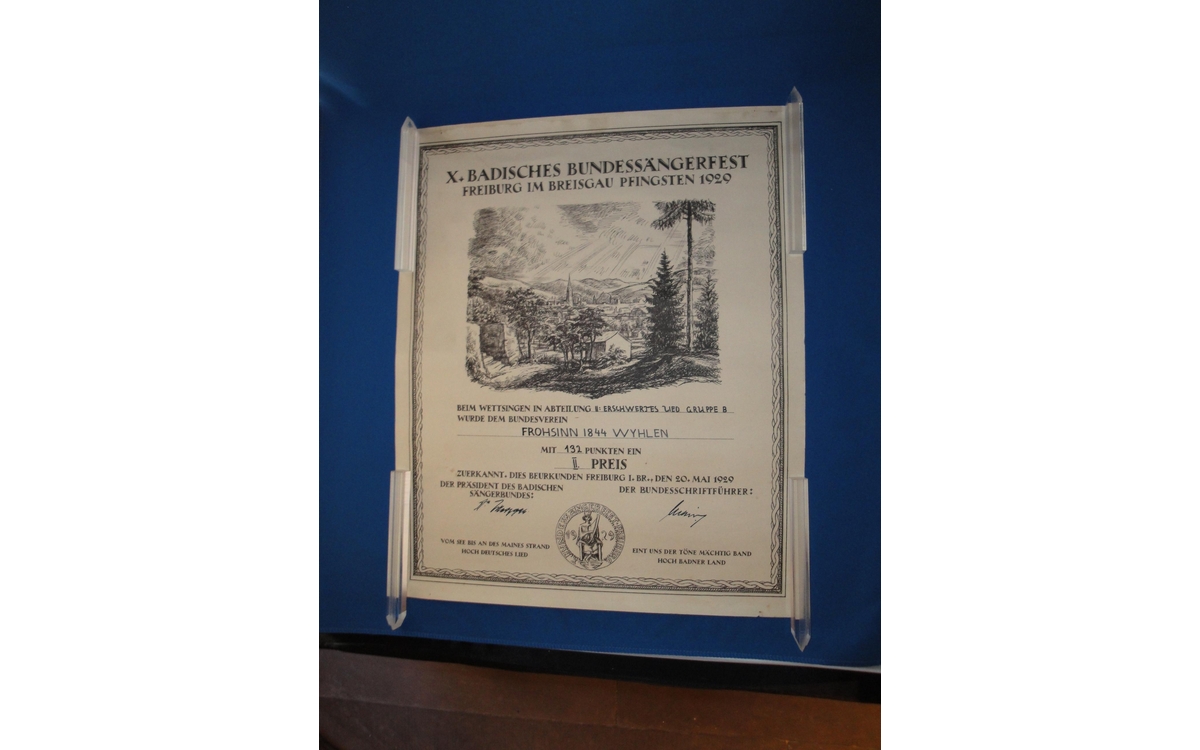 X. BADISCHES BUNDESSÄNGERFEST
FREIBURG IM BREISGAU PFINGSTEN 1929
BEIM WETTSINGEN IN ABTEILUNG II: ERSCHWERTES LIED GRUPPE B
WURDE DEM BUNDESVEREIN
FROHSINN 1844 WYHLEN
MIT 192 PUNKTEN EIN
II. PREIS
ZUERKANNT. DIES BEURKUNDEN FREIBURG I. BR., DEN 20. MAI 1929
DER PRÄSIDENT DES BADISCHEN
SÄNGERBUNDES:
DER BUNDESSCHRIFTFÜHRER:
1929
VOM SEE BIS AN DES MAINES STRAND
HOCH DEUTSCHES LIED
EINT UNS DER TÖNE MÄCHTIG BAND
HOCH BADNER LAND